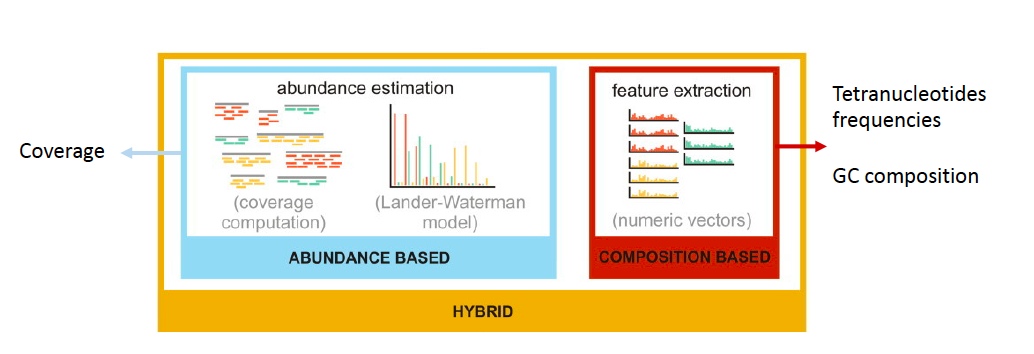 abundance estimation
feature extraction
Tetranucleotides
frequencies
Coverage
GC composition
(coverage
computation)
(Lander-Waterman
model)
(numeric vectors)
ABUNDANCE BASED
COMPOSITION BASED
HYBRID